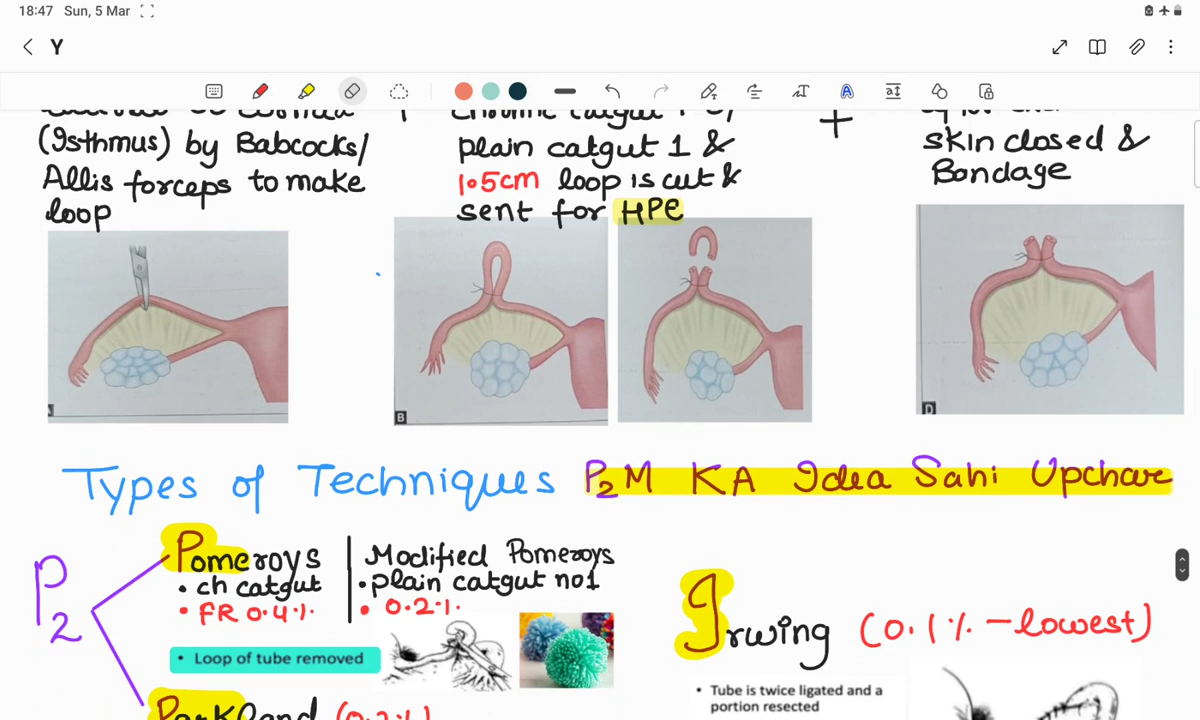 18:47 Sun, 5 Mar
Y
(Isthmus) by Babcocks/
Allis forceps to make
loop
plain catgut 1 &
1.5cm loop is cut &
sent for HPE
+
skin closed &
Bondage
B
D
Types of Techniques P2M KA Idea Sahi Upchare
P2
Pomeroys
• ch catgut
• FR 0.4%.
Modified Pomeroys
• plain catgut no1
• 0.2%.
• Loop of tube removed
Irwing (0.1% - lowest)
• Tube is twice ligated and a
portion resected
Parkland